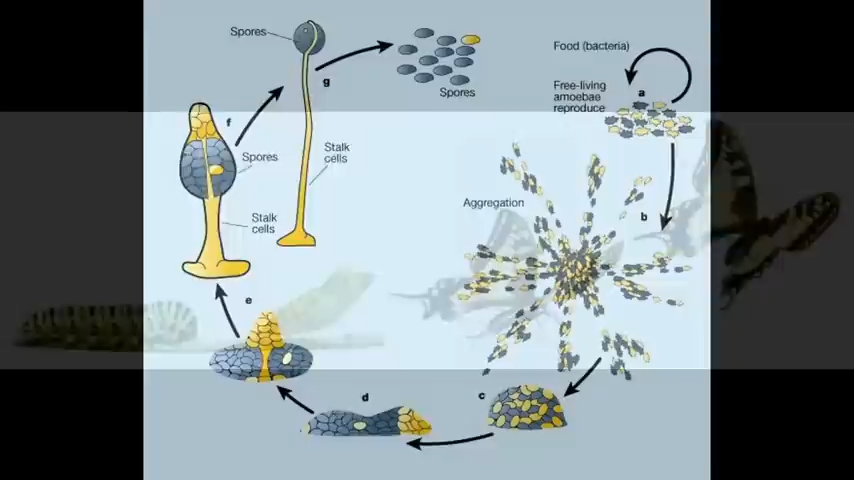 Spores
g
Spores
Food (bacteria)
Free-living
amoebae
reproduce
a
f
Spores
Stalk
cells
Stalk
cells
Aggregation
b
e
d
c